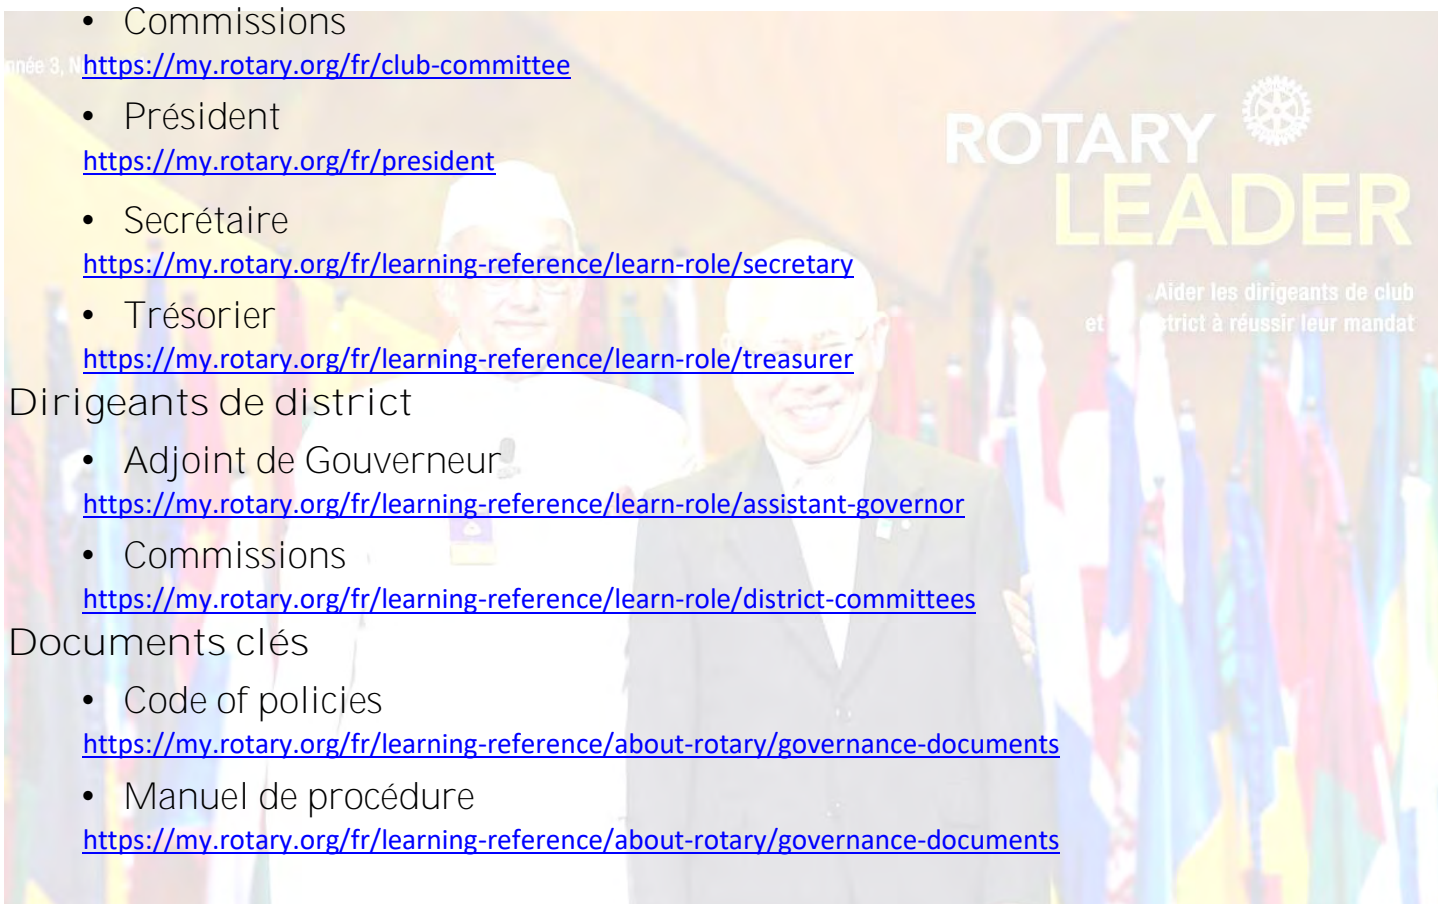 • Commissions
https://my.rotary.org/fr/club-committee
• Président
https://my.rotary.org/fr/president
• Secrétaire
https://my.rotary.org/fr/learning-reference/learn-role/secretary
• Trésorier
https://my.rotary.org/fr/learning-reference/learn-role/treasurer
Dirigeants de district
• Adjoint de Gouverneur
https://my.rotary.org/fr/learning-reference/learn-role/assistant-governor
• Commissions
https://my.rotary.org/fr/learning-reference/learn-role/district-committees
Documents clés
• Code of policies
https://my.rotary.org/fr/learning-reference/about-rotary/governance-documents
• Manuel de procédure
https://my.rotary.org/fr/learning-reference/about-rotary/governance-documents
ROTARY
LEADER
Aider les dirigeants de club
et à réussir leur mandat